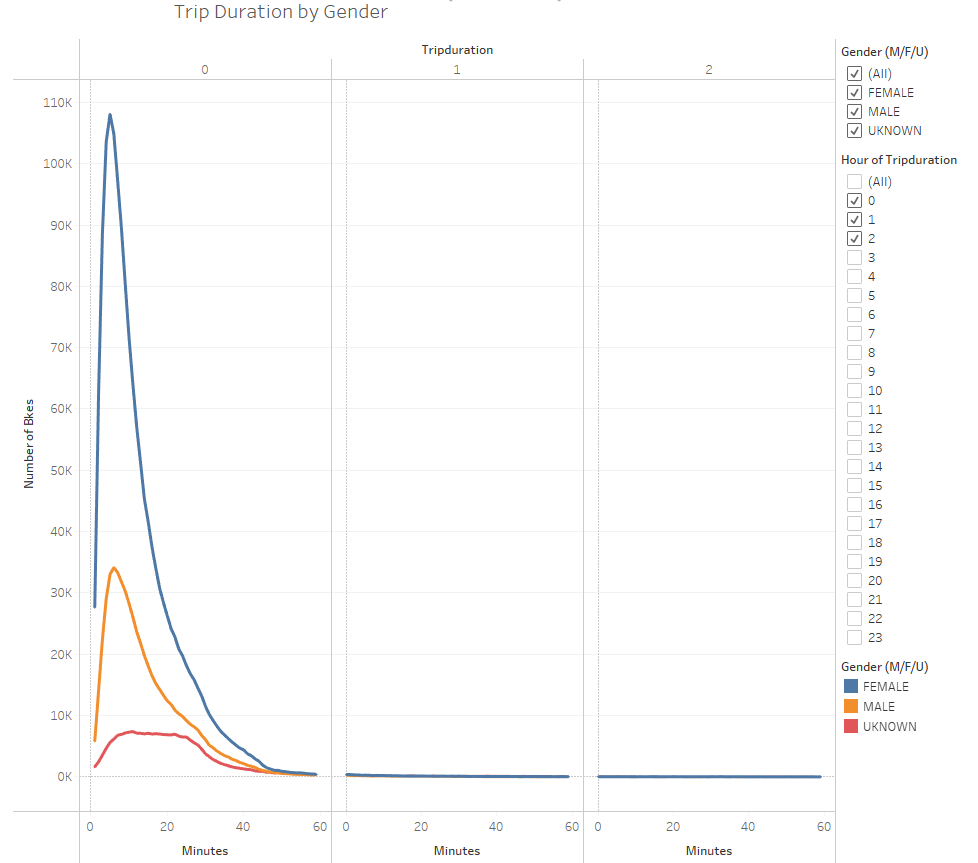 Trip Duration by Gender
Tripduration
0 1 2
110K
100K
90K
80K
70K
60K
50K
40K
30K
20K
10K
0K
Number of Bkes
0 20 40 60 0 20 40 60 0 20 40 60
Minutes Minutes Minutes
Gender (M/F/U)
(All)
FEMALE
MALE
UKNOWN
Hour of Tripduration
(All)
0
1
2
3
4
5
6
7
8
9
10
11
12
13
14
15
16
17
18
19
20
21
22
23
Gender (M/F/U)
FEMALE
MALE
UKNOWN